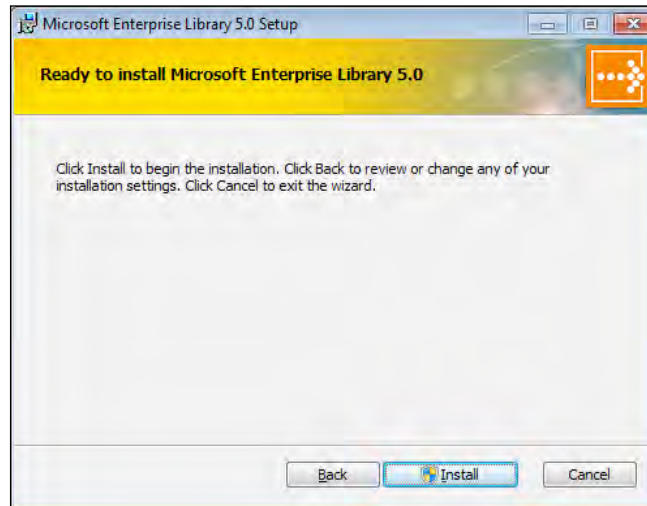 Microsoft Enterprise Library 5.0 Setup
Ready to install Microsoft Enterprise Library 5.0
Click Install to begin the installation. Click Back to review or change any of your
installation settings. Click Cancel to exit the wizard.
Back Install Cancel